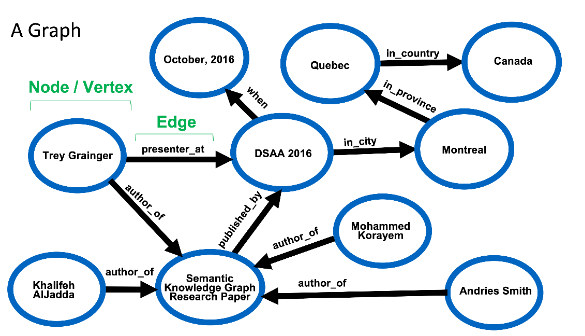 A Graph
October, 2016
Quebec
in_country
Canada
Node / Vertex
when
in_province
Edge
Trey Grainger
presenter_at
DSAA 2016
in_city
Montreal
author_of
published_by
Mohammed
Korayem
author_of
Khalifeh
AlJadda
author_of
Semantic
Knowledge Graph
Research Paper
author_of
Andries Smith